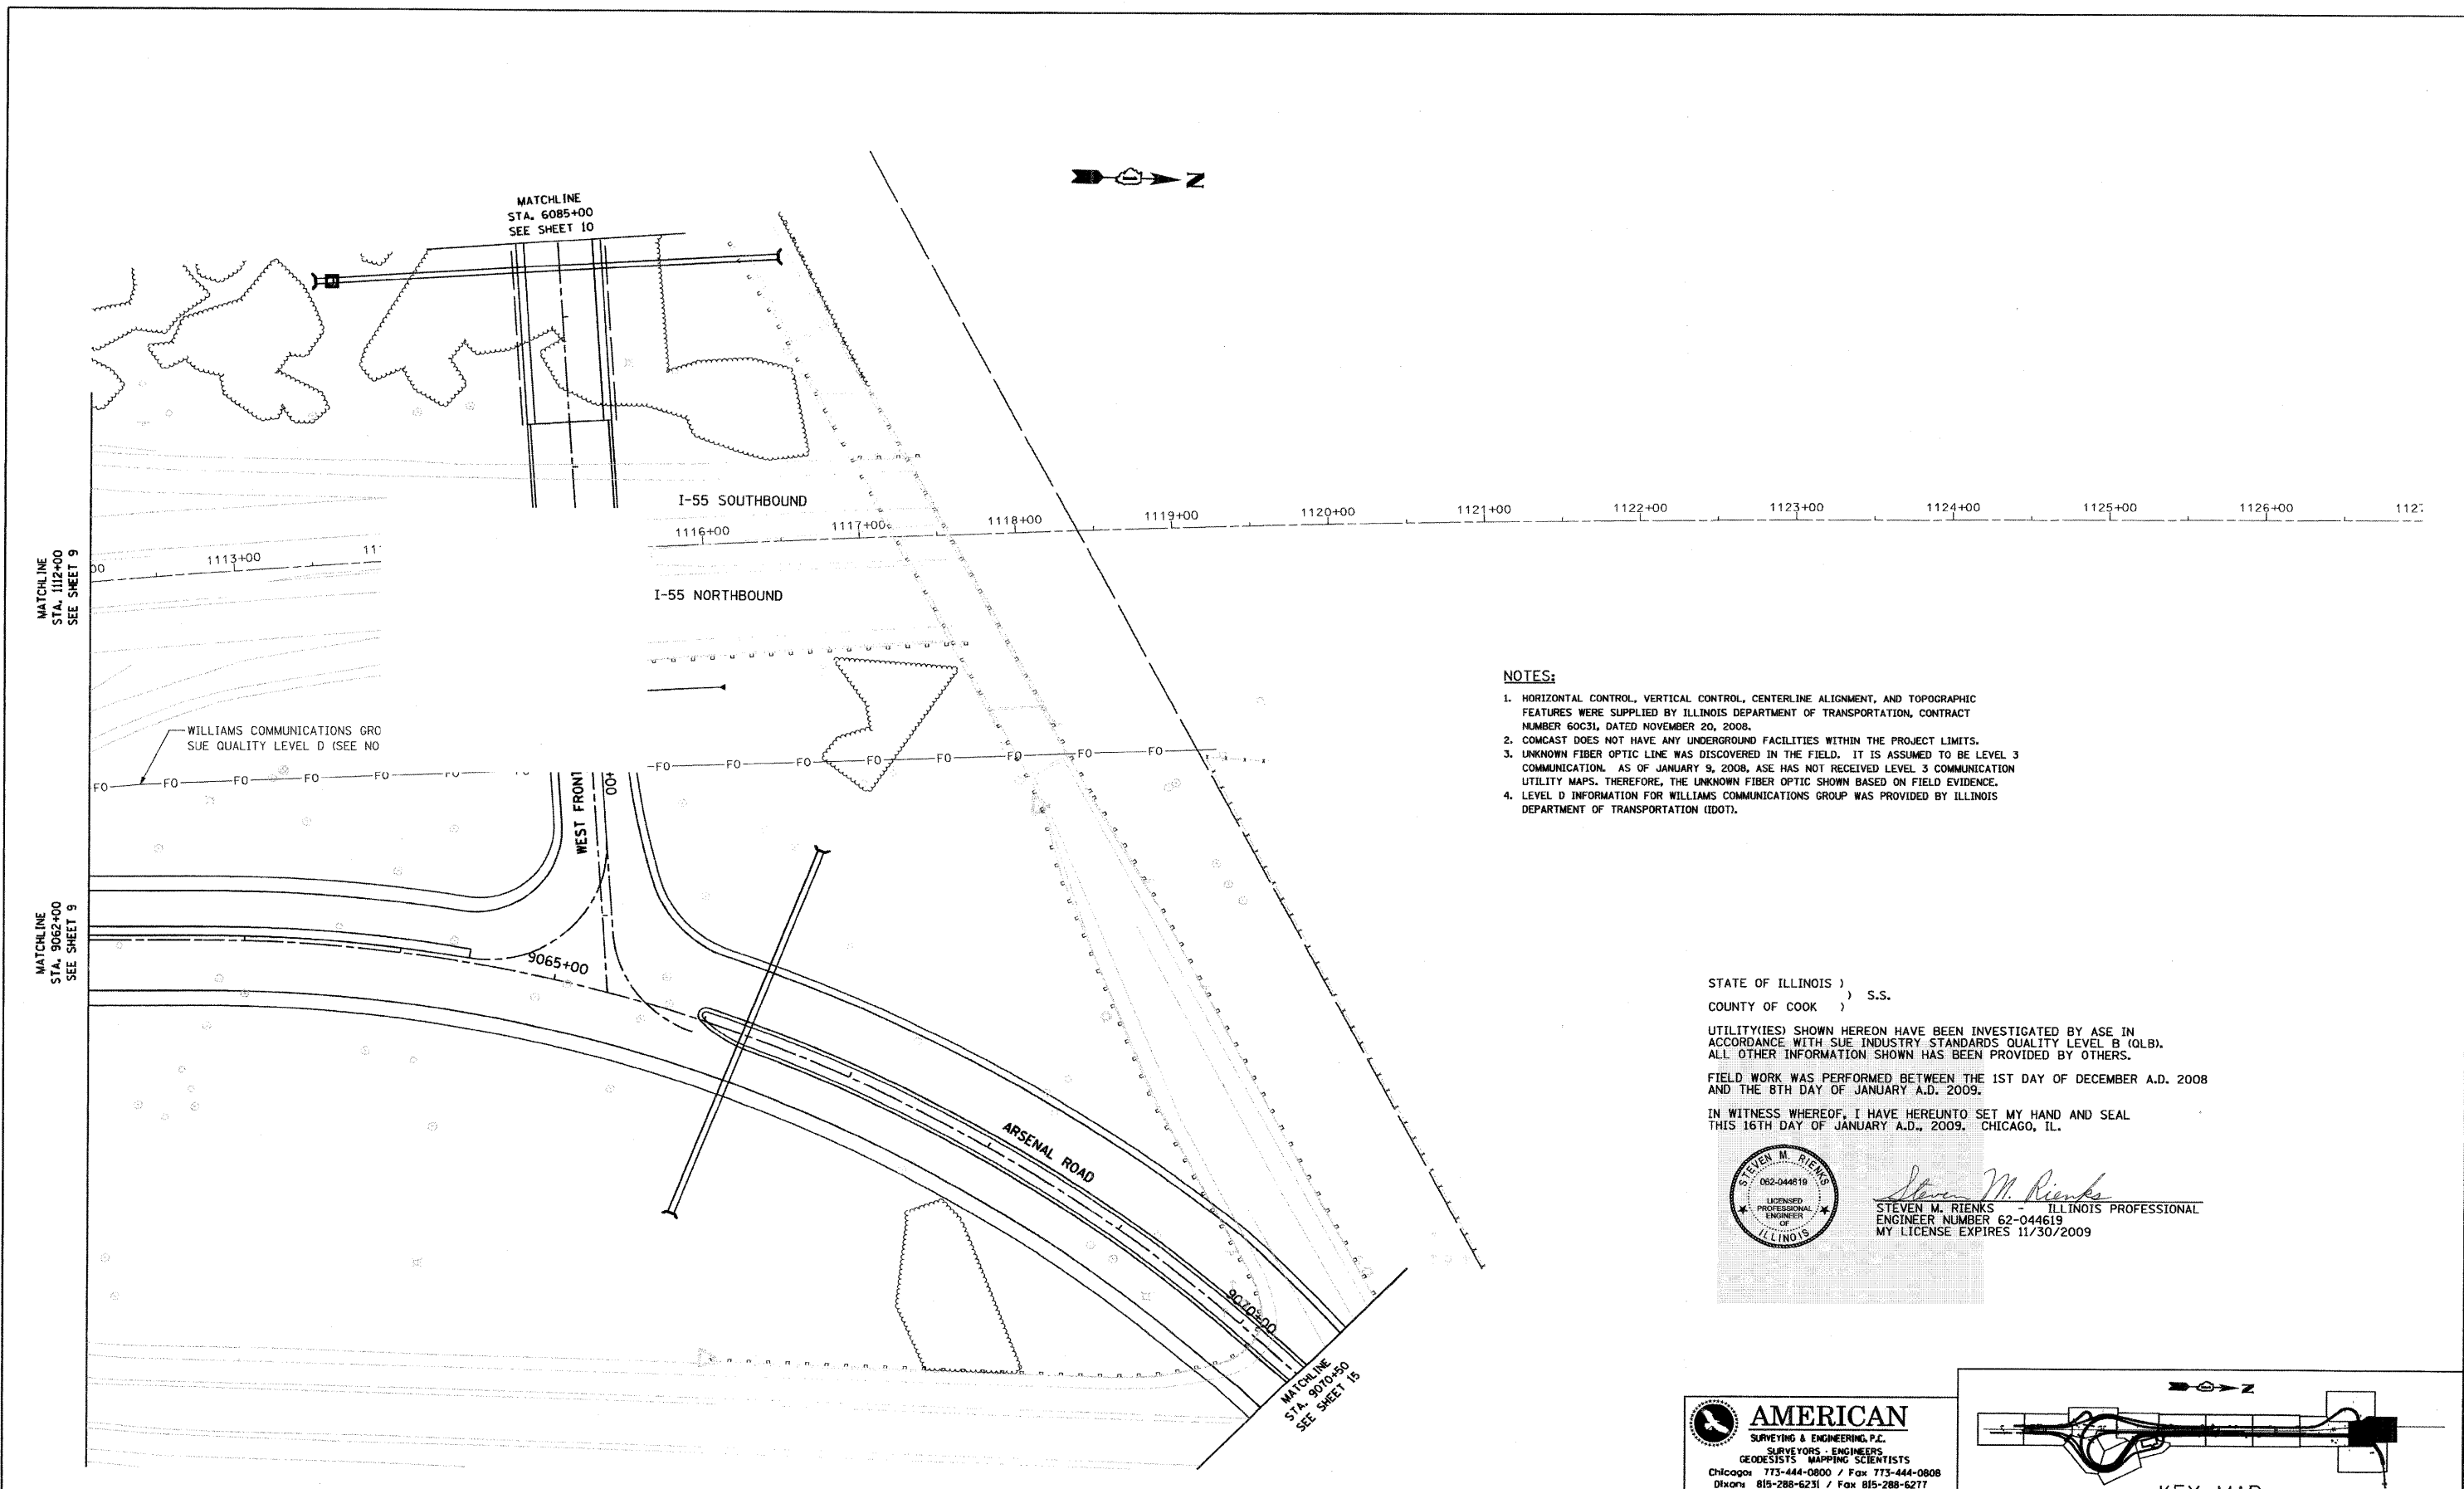 MATCHLINE
STA. 6085+00
SEE SHEET 10
N
I-55 SOUTHBOUND
1113+00
1116+00
1117+00
1118+00
1119+00
1120+00
1121+00
1122+00
1123+00
1124+00
1125+00
1126+00
MATCHLINE
STA. 1112+00
SEE SHEET 9
I-55 NORTHBOUND
WILLIAMS COMMUNICATIONS
SUE QUALITY LEVEL D (SEE
FO FO FO FO FO FO FO FO FO FO FO FO FO
WEST FRONT
MATCHLINE
STA. 9062+00
SEE SHEET 9
9065+00
ARSENAL ROAD
9070+00
MATCHLINE
STA. 9070+50
SEE SHEET 15
NOTES:
1. HORIZONTAL CONTROL, VERTICAL CONTROL, CENTERLINE ALIGNMENT, AND TOPOGRAPHIC
FEATURES WERE SUPPLIED BY ILLINOIS DEPARTMENT OF TRANSPORTATION, CONTRACT
NUMBER 60C31, DATED NOVEMBER 20, 2008.
2. COMCAST DOES NOT HAVE ANY UNDERGROUND FACILITIES WITHIN THE PROJECT LIMITS.
3. UNKNOWN FIBER OPTIC LINE WAS DISCOVERED IN THE FIELD. IT IS ASSUMED TO BE LEVEL 3
COMMUNICATION. AS OF JANUARY 9, 2008, ASE HAS NOT RECEIVED LEVEL 3 COMMUNICATION
UTILITY MAPS. THEREFORE, THE UNKNOWN FIBER OPTIC SHOWN BASED ON FIELD EVIDENCE.
4. LEVEL D INFORMATION FOR WILLIAMS COMMUNICATIONS GROUP WAS PROVIDED BY ILLINOIS
DEPARTMENT OF TRANSPORTATION (IDOT).
STATE OF ILLINOIS )
) S.S.
COUNTY OF COOK )
UTILITY(IES) SHOWN HEREON HAVE BEEN INVESTIGATED BY ASE IN
ACCORDANCE WITH SUE INDUSTRY STANDARDS QUALITY LEVEL B (QLB).
ALL OTHER INFORMATION SHOWN HAS BEEN PROVIDED BY OTHERS.
FIELD WORK WAS PERFORMED BETWEEN THE 1ST DAY OF DECEMBER A.D. 2008
AND THE 8TH DAY OF JANUARY A.D. 2009.
IN WITNESS WHEREOF, I HAVE HEREUNTO SET MY HAND AND SEAL
THIS 16TH DAY OF JANUARY A.D., 2009. CHICAGO, IL.
STEVEN M. RIENKS
062-044619
LICENSED
PROFESSIONAL
ENGINEER
OF
ILLINOIS
Steven M. Rienks
STEVEN M. RIENKS - ILLINOIS PROFESSIONAL
ENGINEER NUMBER 62-044619
MY LICENSE EXPIRES 11/30/2009
AMERICAN
SURVEYING & ENGINEERING, P.C.
SURVEYORS · ENGINEERS
GEODESISTS MAPPING SCIENTISTS
Chicago: 773-444-0800 / Fax 773-444-0808
Dixon: 815-288-6231 / Fax 815-288-6277
N
KEY MAP